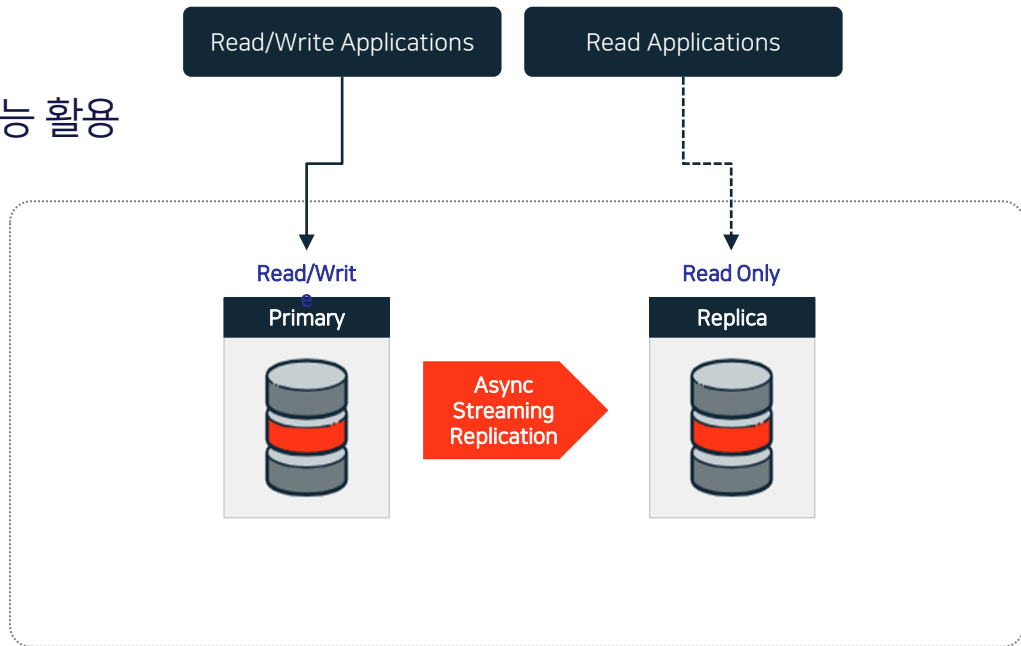 Read/Write Applications
Read Applications
능 활용
Read/Writ
e
Read Only
Primary
Replica
Async
Streaming
Replication